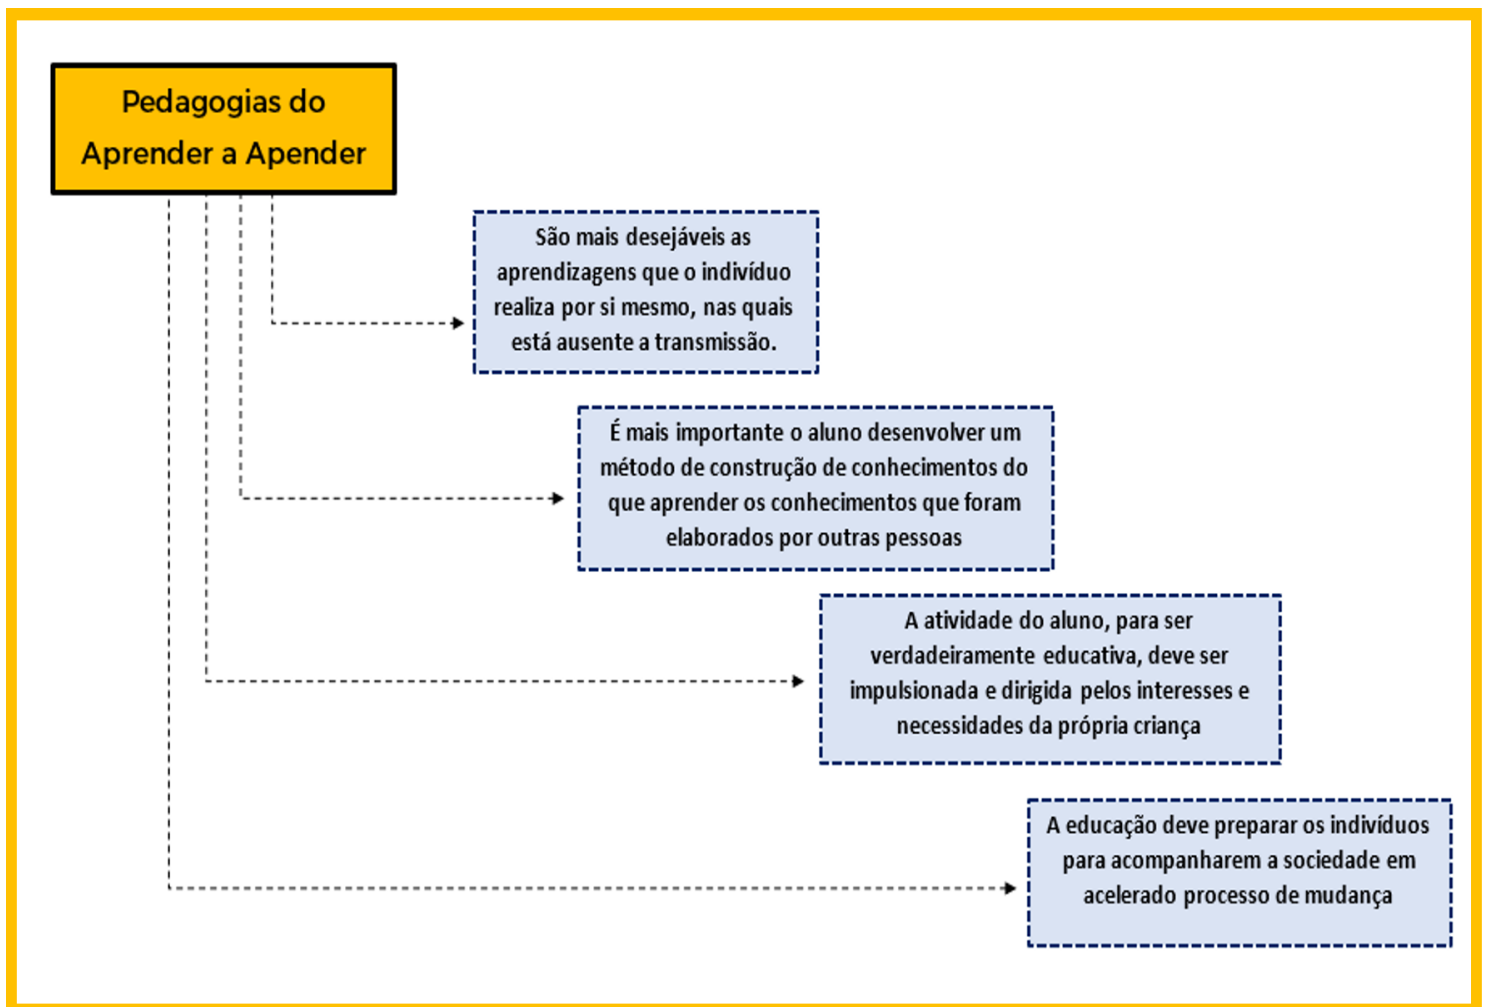 Pedagogias do
Aprender a Apender
São mais desejáveis as
aprendizagens que o indivíduo
realiza por si mesmo, nas quais
está ausente a transmissão.
É mais importante o aluno desenvolver um
método de construção de conhecimentos do
que aprender os conhecimentos que foram
elaborados por outras pessoas
A atividade do aluno, para ser
verdadeiramente educativa, deve ser
impulsionada e dirigida pelos interesses e
necessidades da própria criança
A educação deve preparar os indivíduos
para acompanharem a sociedade em
acelerado processo de mudança